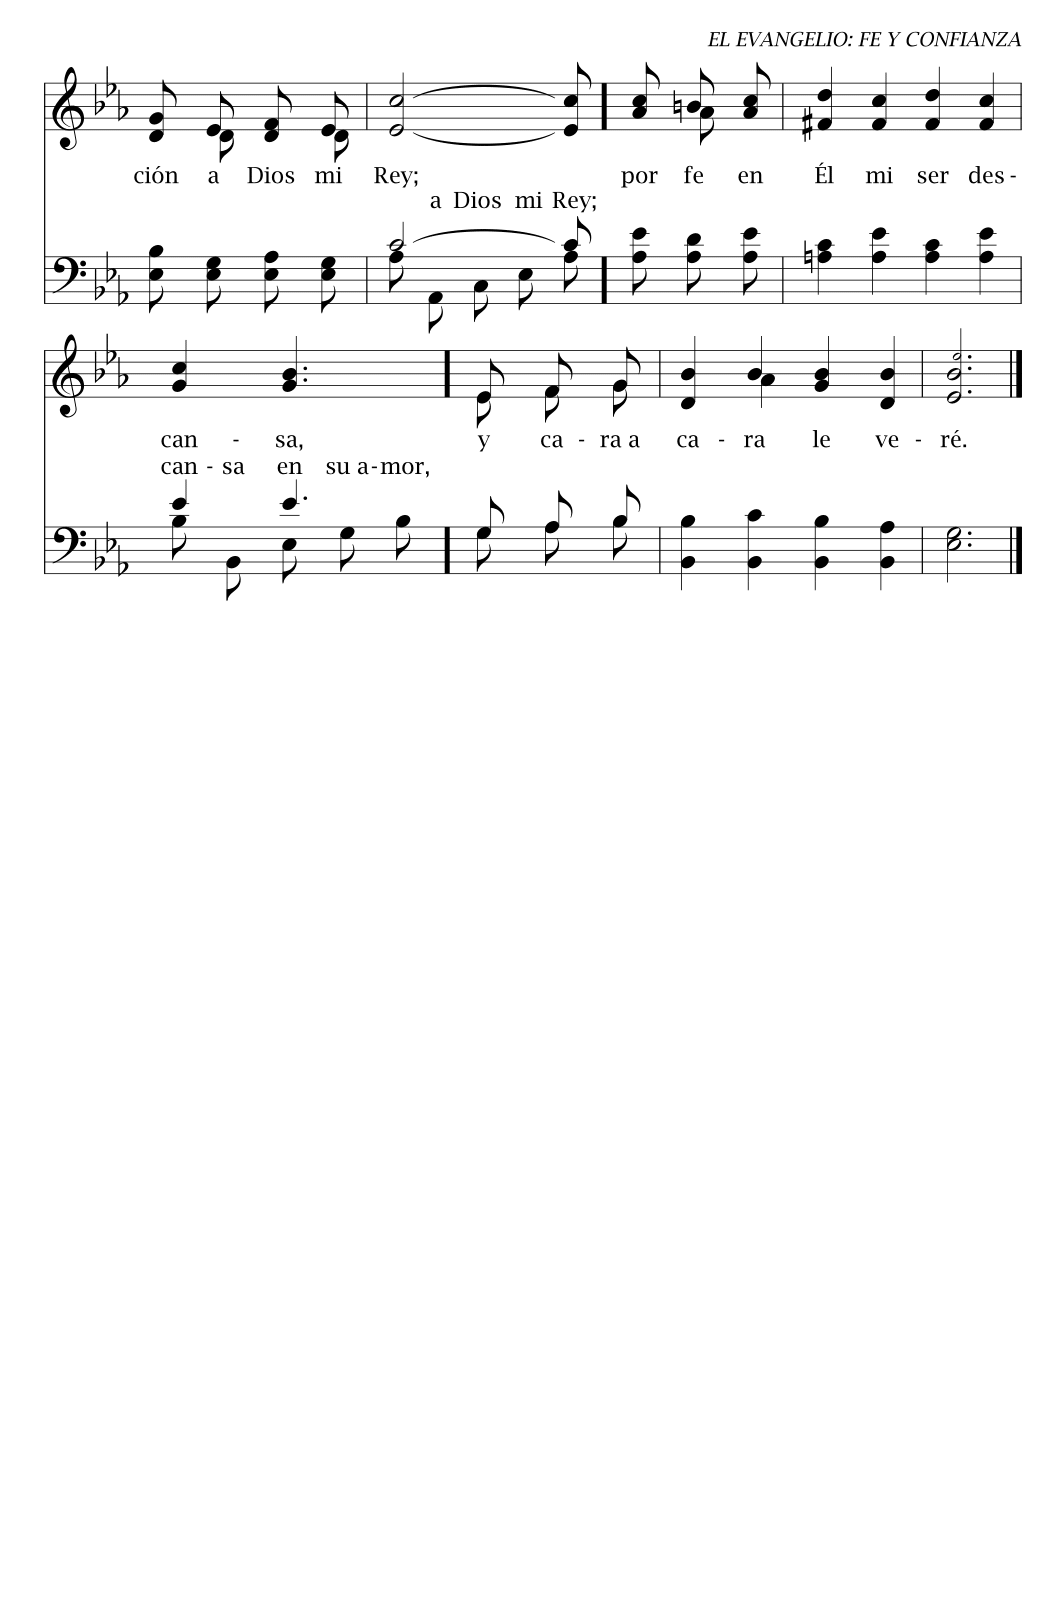 EL EVANGELIO: FE Y CONFIANZA
ción a Dios mi Rey; por fe en Él mi ser des -
a Dios mi Rey;
can - sa, y ca - ra a ca - ra le ve - ré.
can - sa en su a - mor,